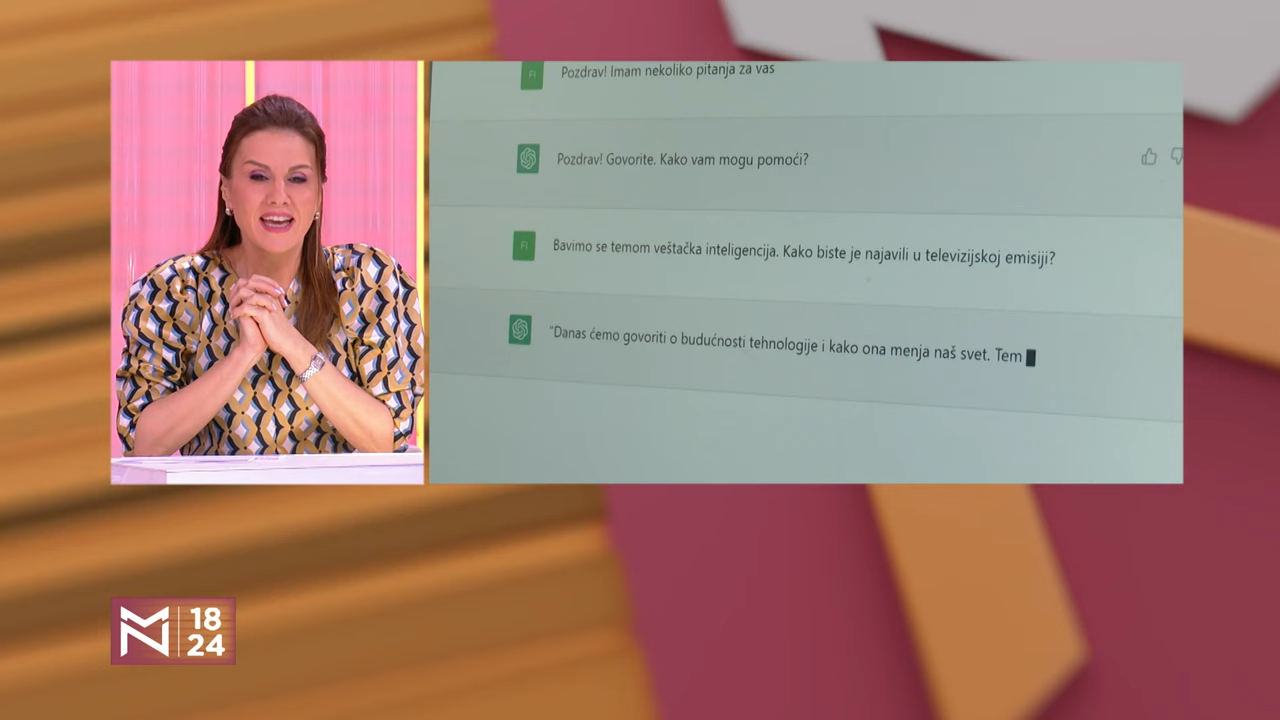 FI Pozdrav! Imam nekoliko pitanja za vas
Pozdrav! Govorite. Kako vam mogu pomoći?
FI Bavimo se temom veštačka inteligencija. Kako biste je najavili u televizijskoj emisiji?
"Danas ćemo govoriti o budućnosti tehnologije i kako ona menja naš svet. Tem
MN
18
24